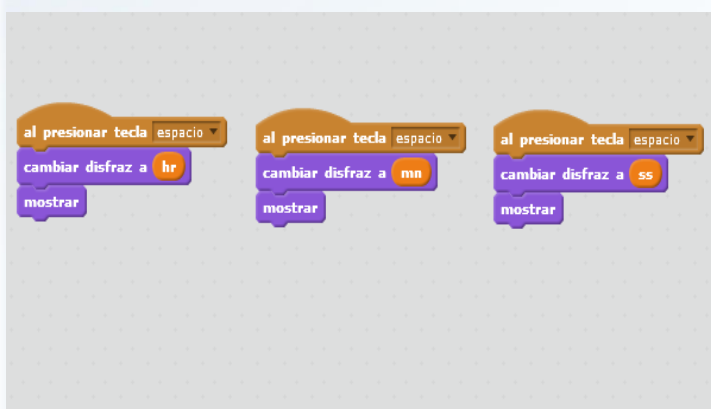 al presionar tecla espacio
cambiar disfraz a hr
mostrar
al presionar tecla espacio
cambiar disfraz a mn
mostrar
al presionar tecla espacio
cambiar disfraz a ss
mostrar